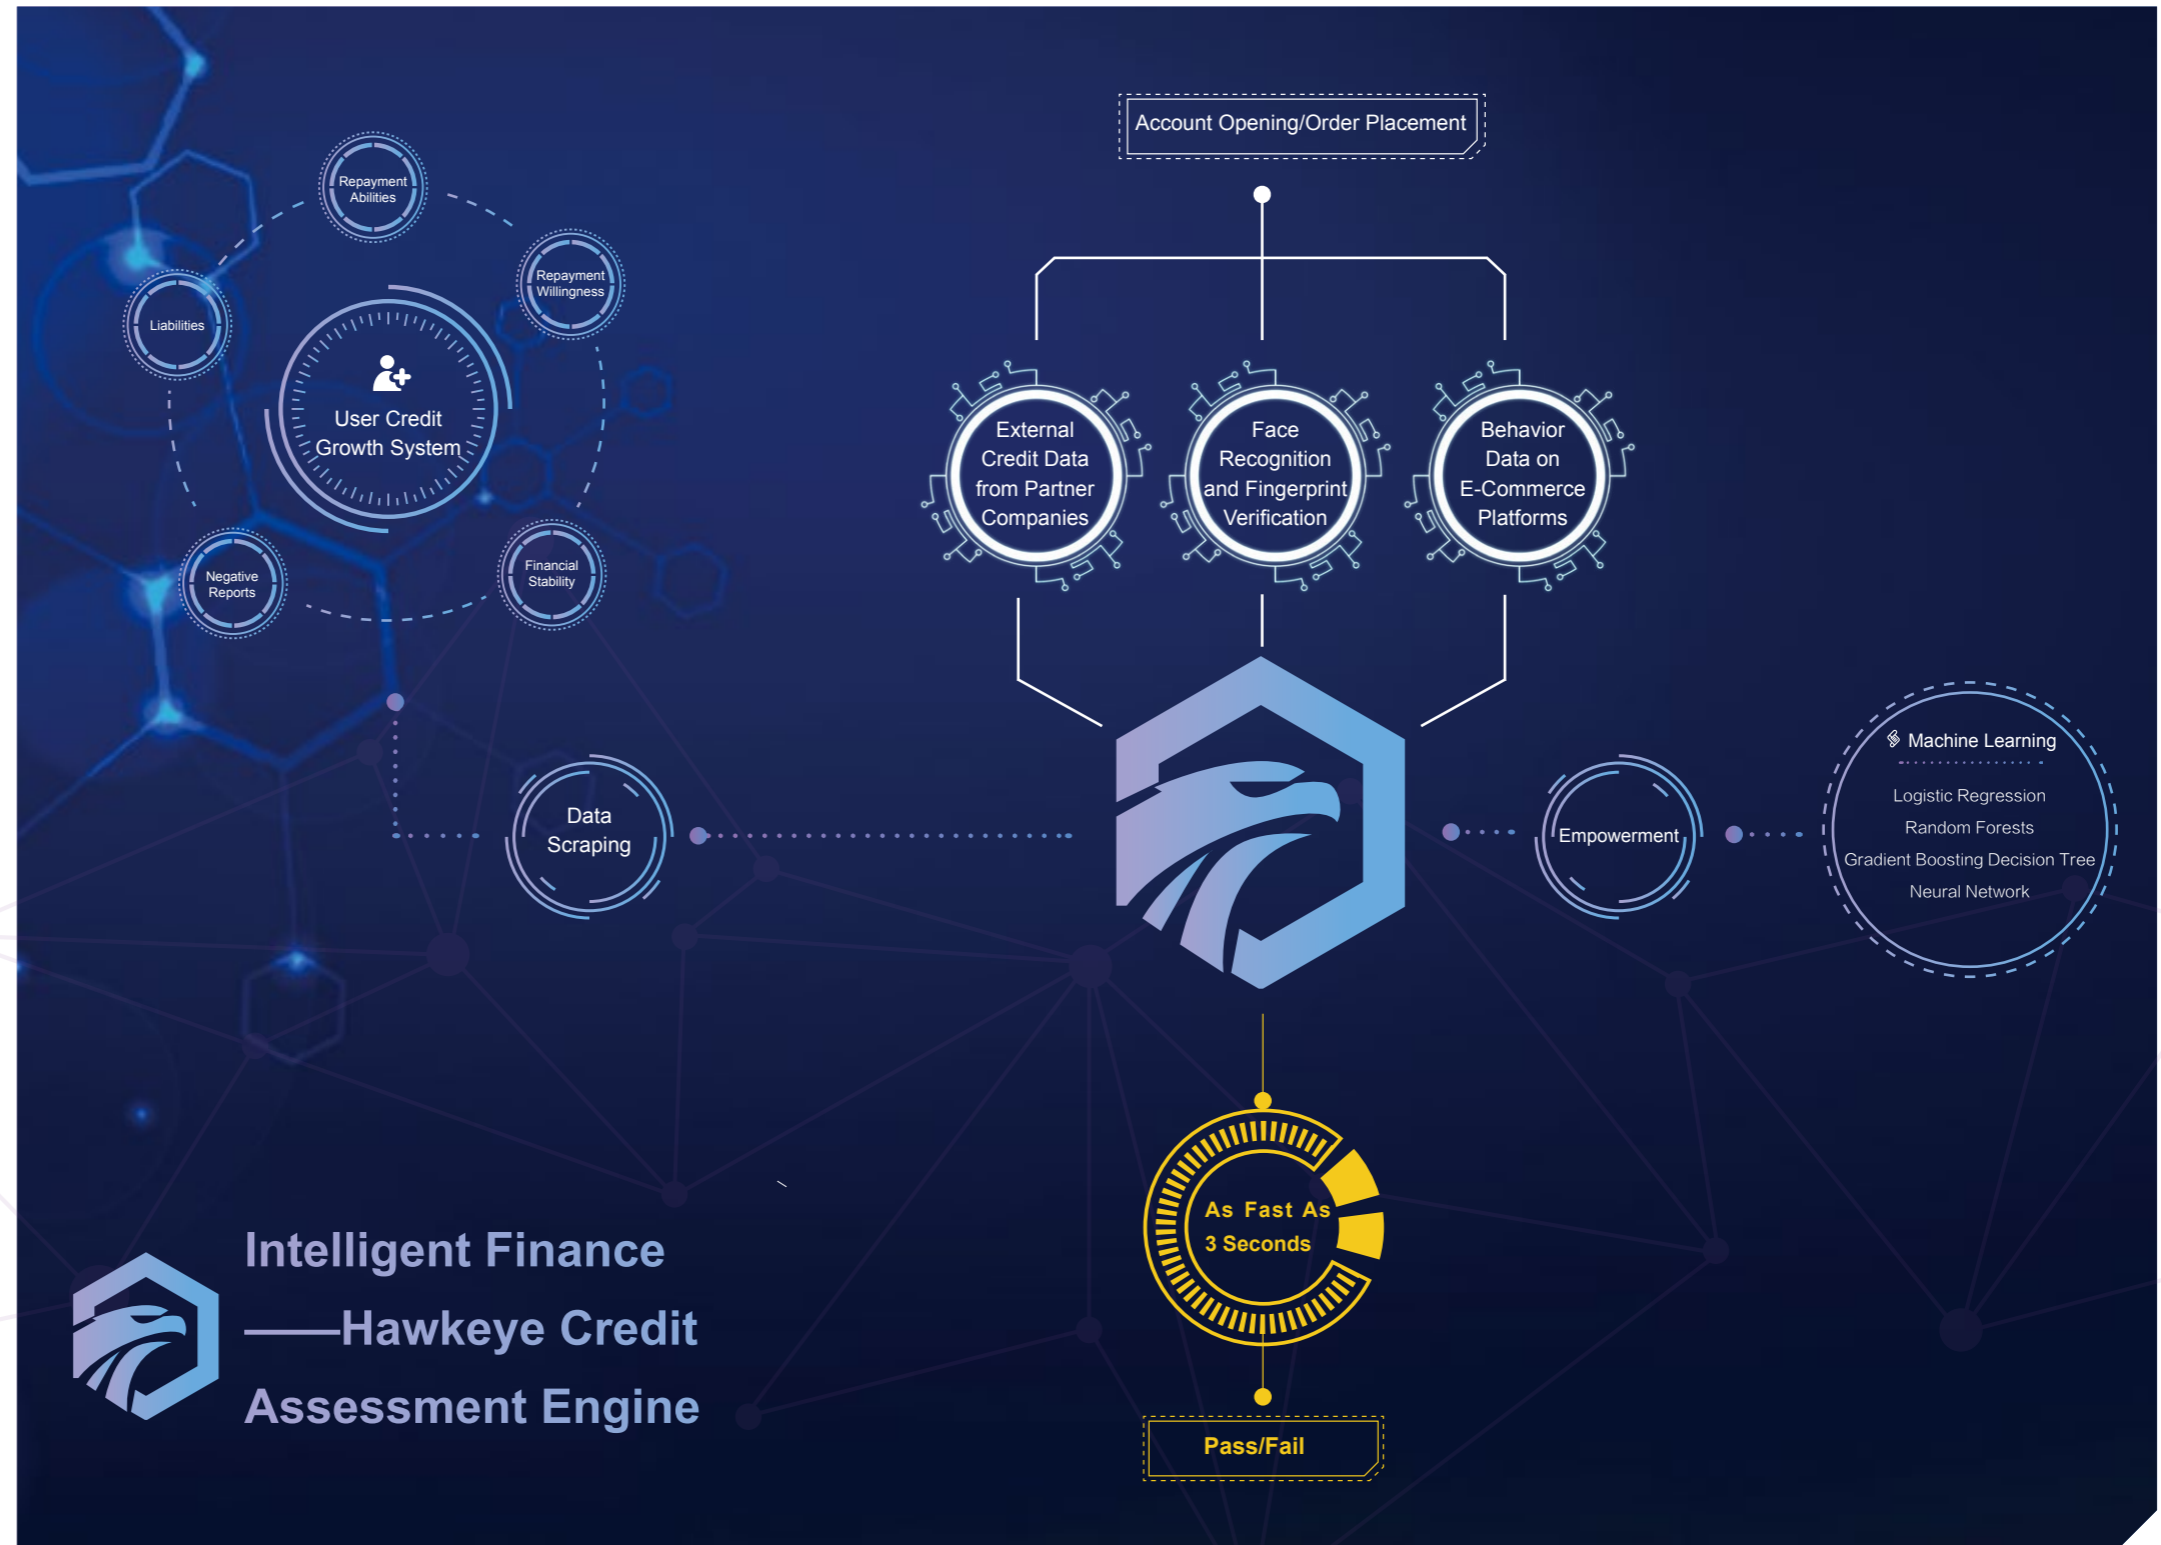 Account Opening/Order Placement
Repayment
Abilities
Repayment
Willingness
Liabilities
User Credit
Growth System
Negative
Reports
Financial
Stability
External
Credit Data
from Partner
Companies
Face
Recognition
and Fingerprint
Verification
Behavior
Data on
E-Commerce
Platforms
Data
Scraping
Empowerment
Machine Learning
Logistic Regression
Random Forests
Gradient Boosting Decision Tree
Neural Network
As Fast As
3 Seconds
Pass/Fail
Intelligent Finance
——Hawkeye Credit
Assessment Engine